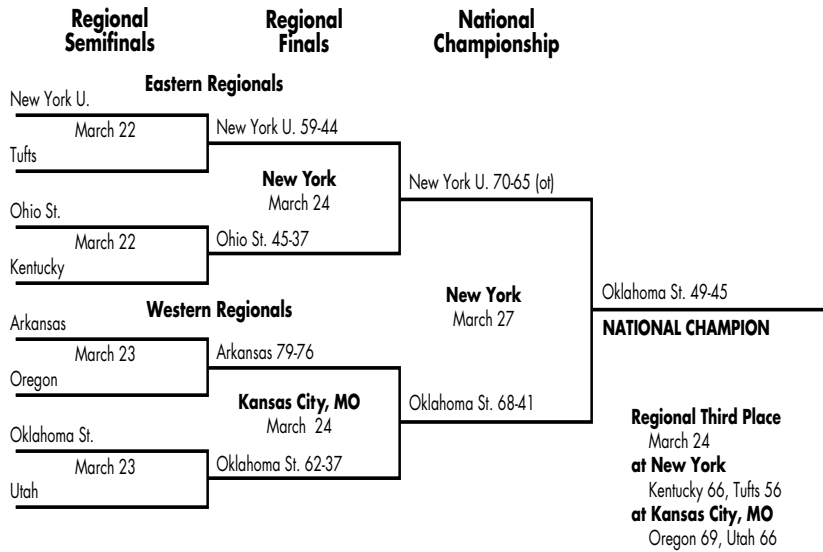 Regional
Semifinals
Regional
Finals
National
Championship
Eastern Regionals
New York U.
March 22
Tufts
New York U. 59-44
New York
March 24
Ohio St.
March 22
Kentucky
Ohio St. 45-37
New York U. 70-65 (ot)
Western Regionals
Arkansas
March 23
Oregon
Arkansas 79-76
Kansas City, MO
March 24
Oklahoma St.
March 23
Utah
Oklahoma St. 62-37
Oklahoma St. 68-41
New York
March 27
Oklahoma St. 49-45
NATIONAL CHAMPION
Regional Third Place
March 24
at New York
Kentucky 66, Tufts 56
at Kansas City, MO
Oregon 69, Utah 66